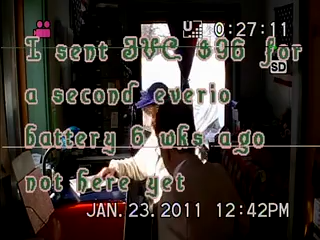 0:27:11
I sent JVC $96 for
SD
a second everio
battery 6 wks ago
not here yet
JAN.23.2011 12:42PM